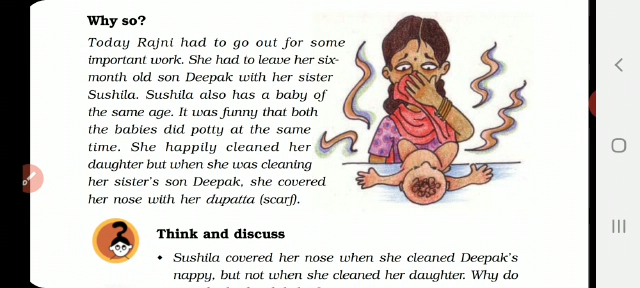 Why so?
Today Rajni had to go out for some
important work. She had to leave her six-
month old son Deepak with her sister
Sushila. Sushila also has a baby of
the same age. It was funny that both
the babies did potty at the same
time. She happily cleaned her
daughter but when she was cleaning
her sister's son Deepak, she covered
her nose with her dupatta (scarf).
Think and discuss
• Sushila covered her nose when she cleaned Deepak's
nappy, but not when she cleaned her daughter. Why do